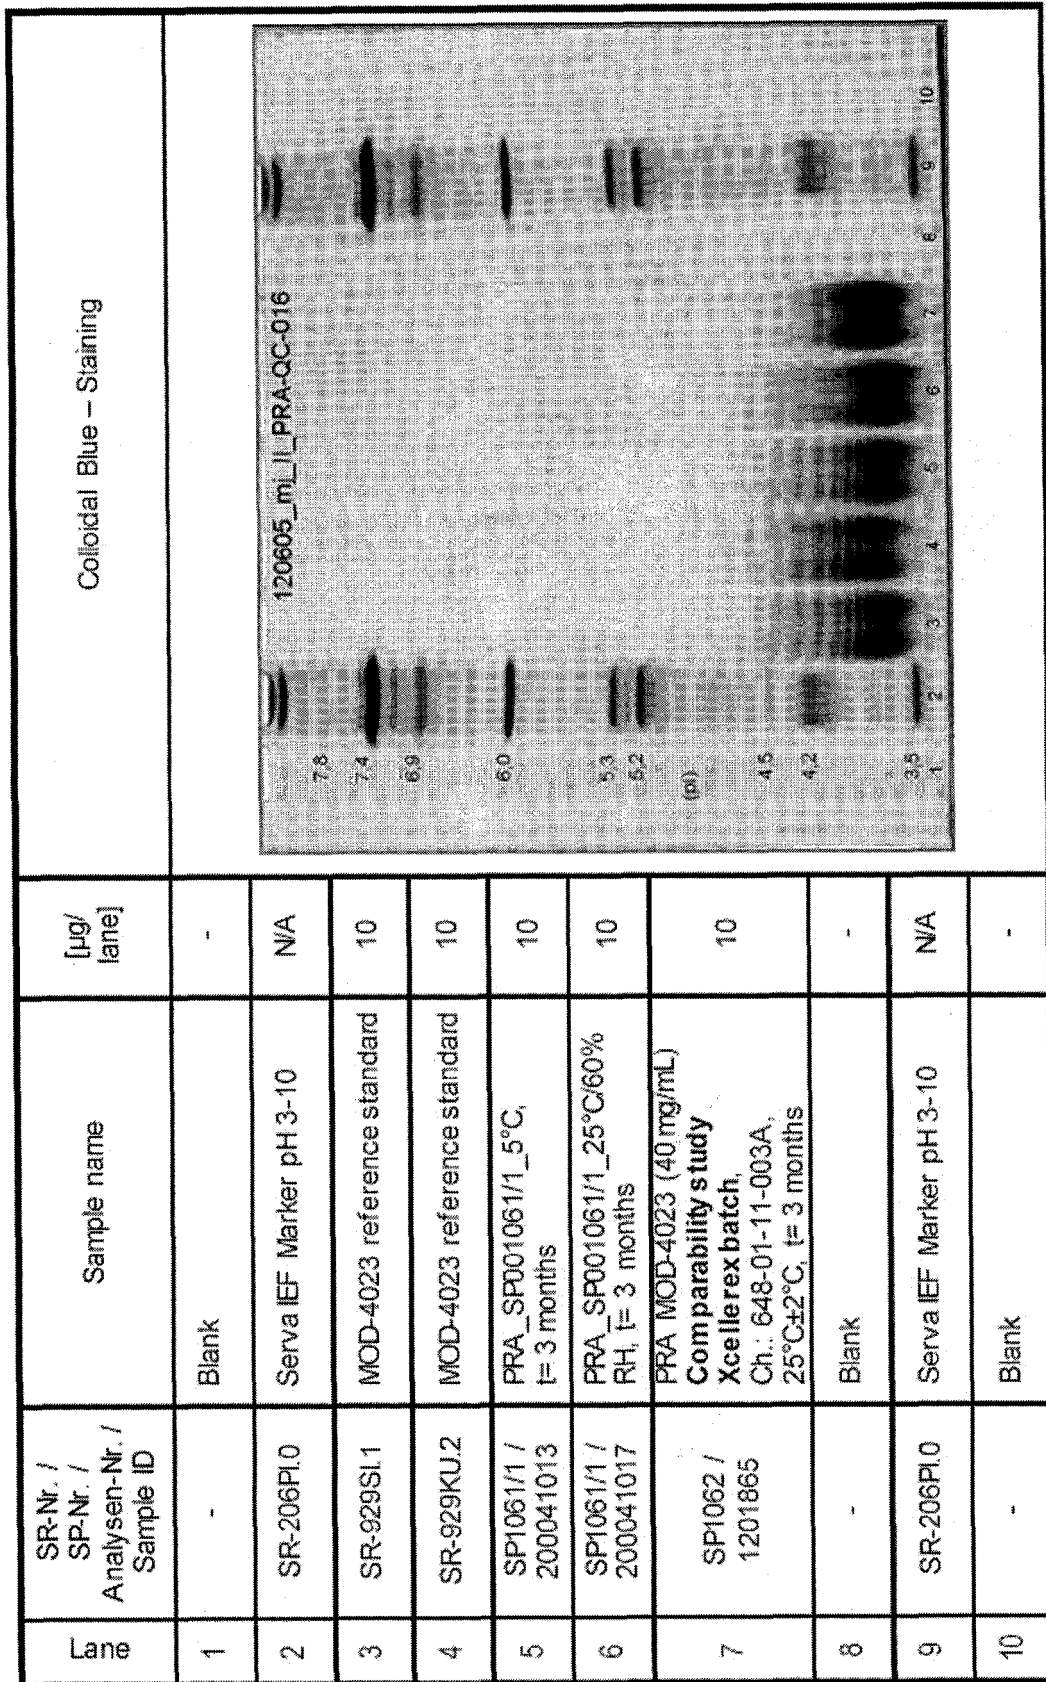 Lane
SR-Nr. /
SP-Nr. /
Analysen-Nr. /
Sample ID
Sample name
[µg/
lane]
Colloidal Blue – Staining
1
-
Blank
-
2
SR-206PI.0
Serva IEF Marker pH 3-10
N/A
3
SR-929SI.1
MOD-4023 reference standard
10
4
SR-929KU.2
MOD-4023 reference standard
10
5
SP1061/1 /
200041013
PRA_SP001061/1_5°C,
t= 3 months
10
6
SP1061/1 /
200041017
PRA_SP001061/1_25°C/60%
RH, t= 3 months
10
7
SP1062 /
1201865
PRA MOD-4023 (40 mg/mL)
Comparability study
Xcellerex batch,
Ch.: 648-01-11-003A,
25°C±2°C, t= 3 months
10
8
-
Blank
-
9
SR-206PI.0
Serva IEF Marker pH 3-10
N/A
10
-
Blank
-
120605_mj_II_PRA-QC-016
7,8
7,4
6,9
6,0
5,3
5,2
(pI)
4,5
4,2
3,5
1 2 3 4 5 6 7 8 9 10